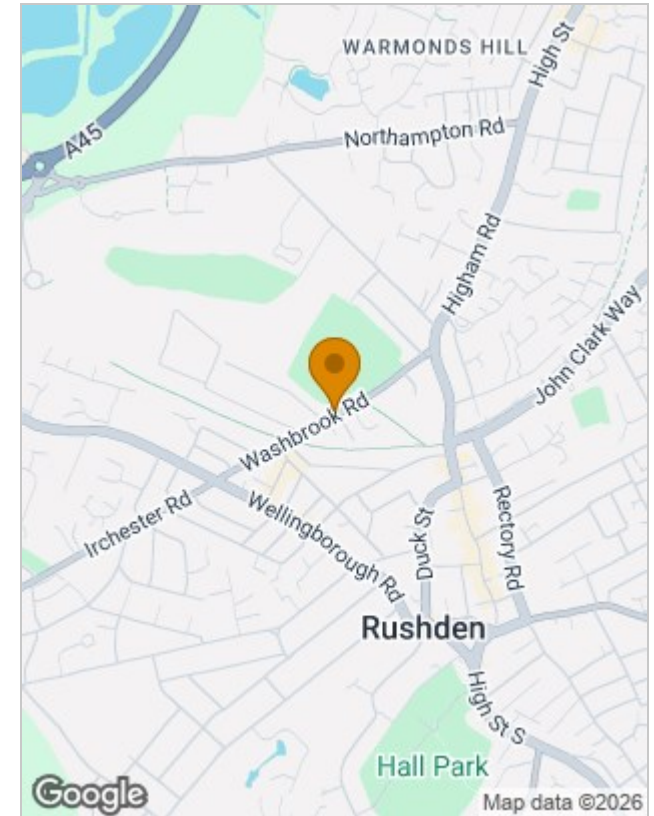 WARMONDS HILL
High St
A45
Northampton Rd
Higham Rd
John Clark Way
Washbrook Rd
Irchester Rd
Wellingborough Rd
Duck St
Rectory Rd
Rushden
High St S
Hall Park
Google
Map data ©2026